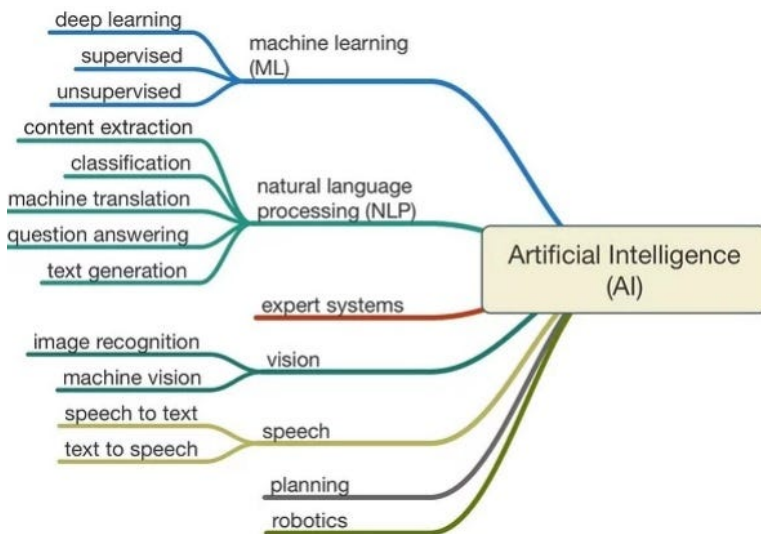 deep learning
supervised
unsupervised
machine learning
(ML)
content extraction
classification
machine translation
question answering
text generation
natural language
processing (NLP)
expert systems
image recognition
machine vision
vision
speech to text
text to speech
speech
planning
robotics
Artificial Intelligence
(AI)